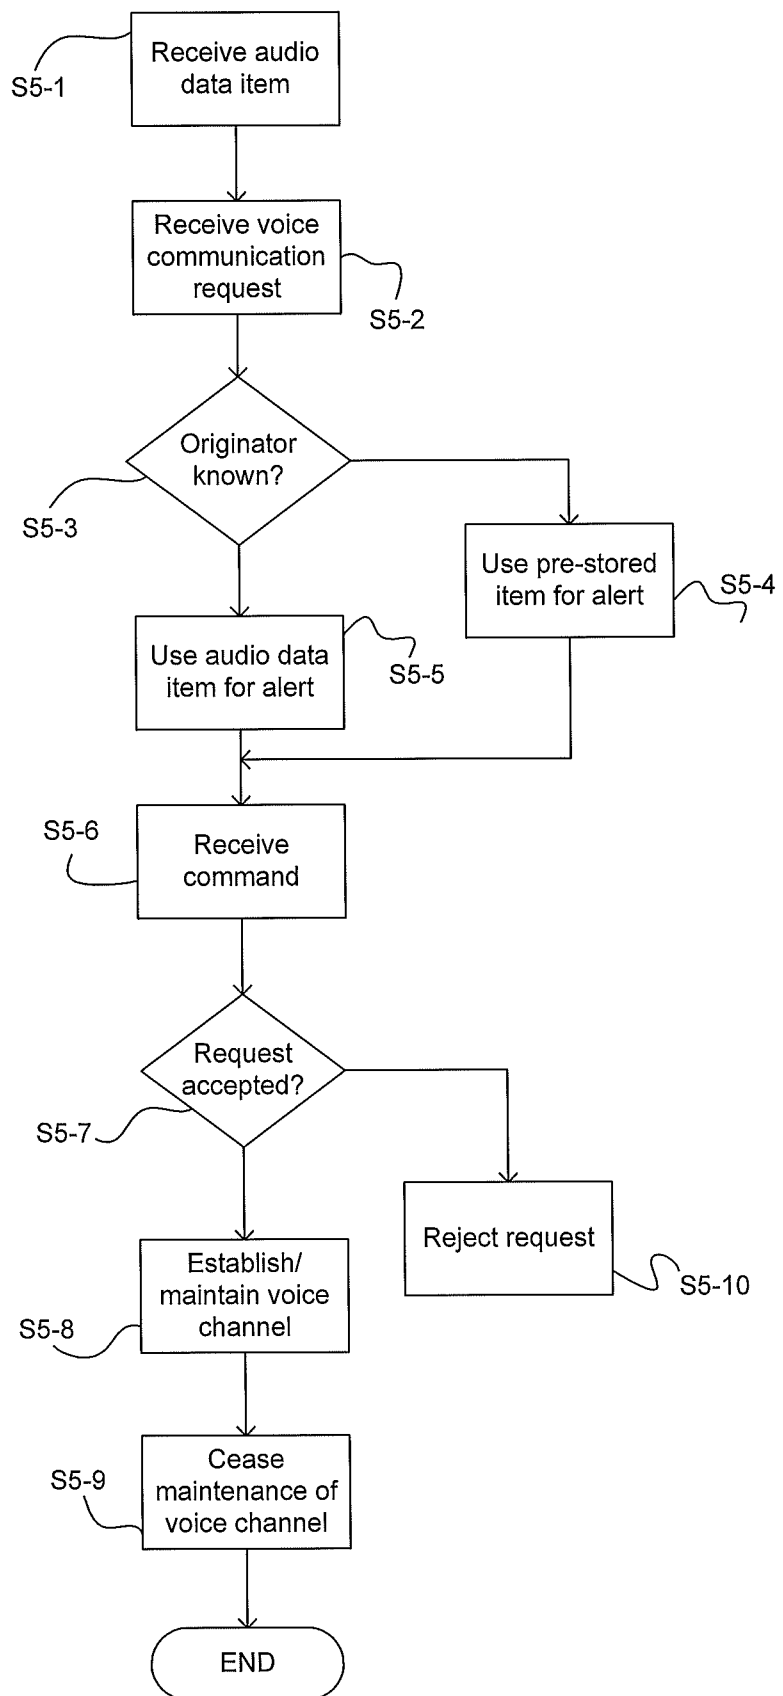 Receive audio
data item
S5-1
Receive voice
communication
request
S5-2
Originator
known?
S5-3
Use pre-stored
item for alert
S5-4
Use audio data
item for alert
S5-5
S5-6
Receive
command
Request
accepted?
S5-7
Reject request
S5-10
Establish/
maintain voice
channel
S5-8
Cease
maintenance of
voice channel
S5-9
END